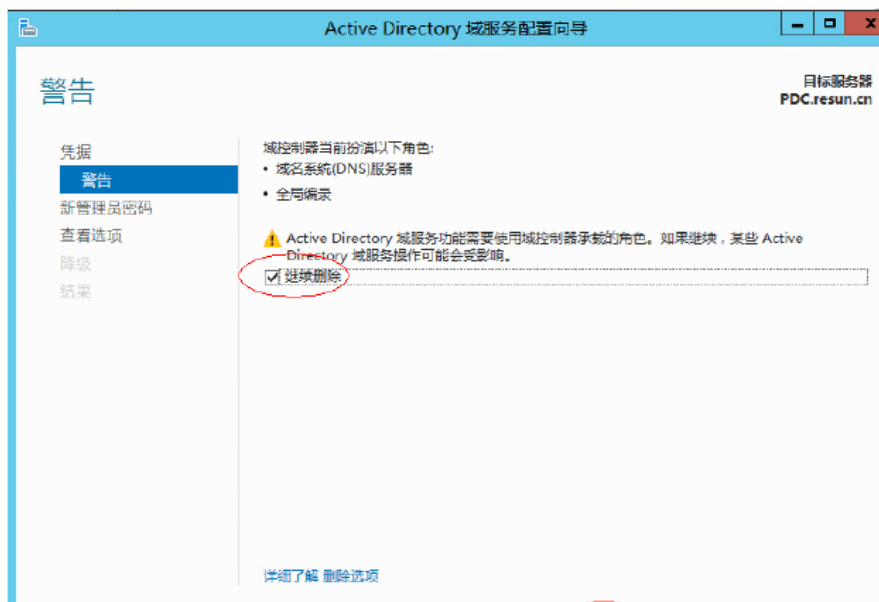 Active Directory 域服务配置向导
警告
目标服务器
PDC.resun.cn
凭据
警告
新管理员密码
查看选项
降级
结果
域控制器当前扮演以下角色:
• 域名系统(DNS)服务器
• 全局编录
Active Directory 域服务功能需要使用域控制器承载的角色。如果继续，某些 Active
Directory 域服务操作可能会受影响。
继续删除
详细了解 删除选项